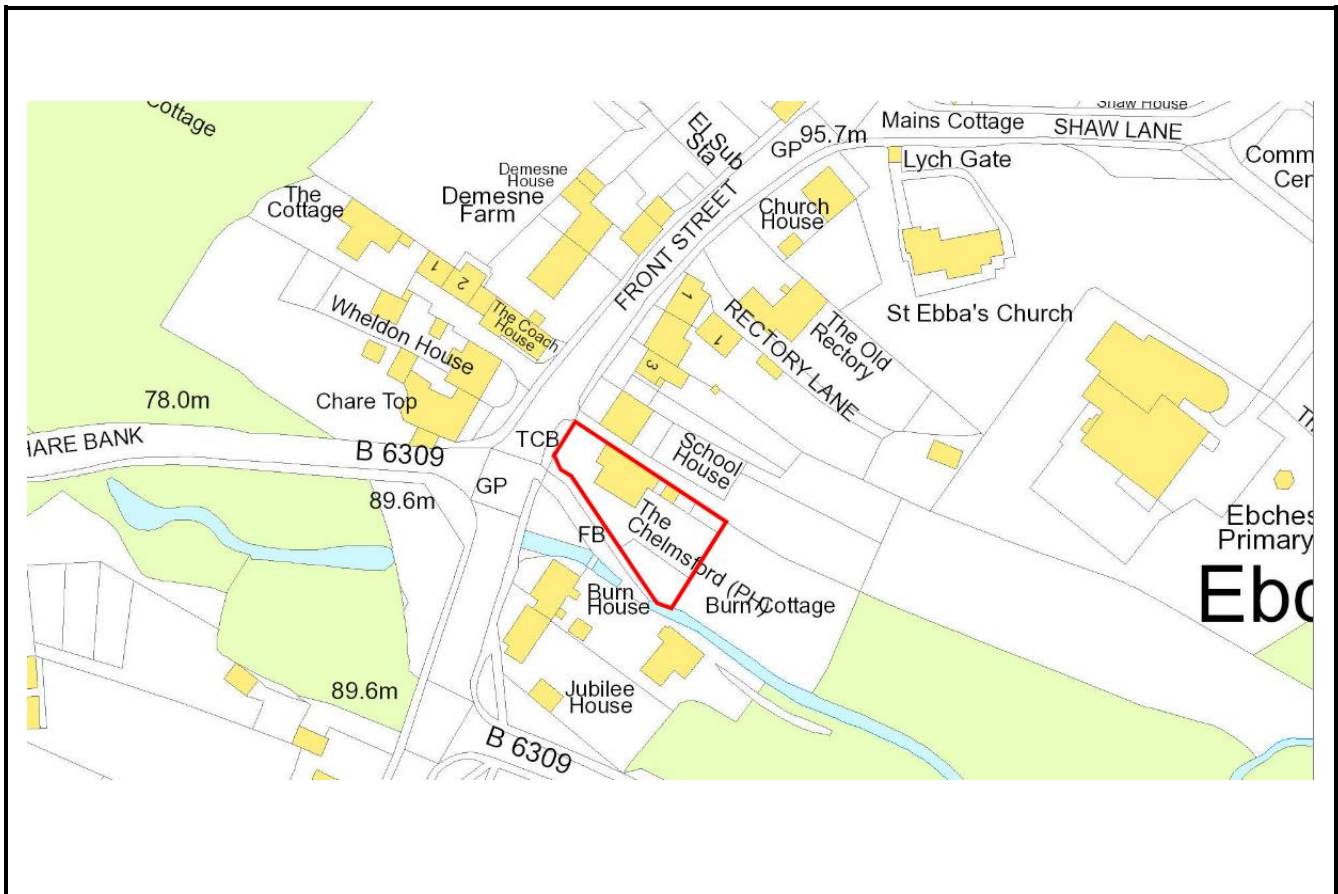 Cottage
El Sub
Sta
GP
95.7m
Mains Cottage
SHAW LANE
Shaw House
Lych Gate
Comm
Cer
The
Cottage
Demesne
House
Demesne
Farm
FRONT STREET
Church
House
1
2
The Coach
House
Wheldon House
1
3
1
RECTORY LANE
The Old
Rectory
St Ebba's Church
78.0m
Chare Top
HARE BANK
B 6309
TCB
School
House
89.6m
GP
The
Chelmsford (PH)
FB
Burn
House
Burn Cottage
Ebches
Primary
Ebc
89.6m
Jubilee
House
B 6309